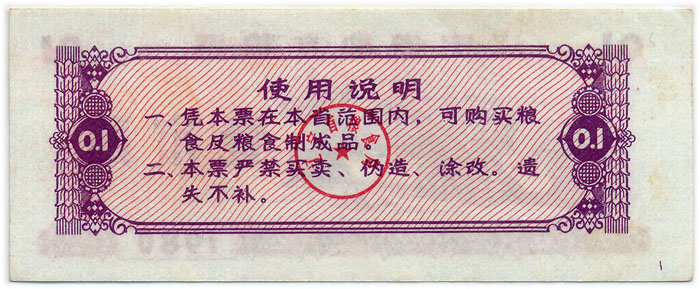 使用说明
一、凭本票在本省范围内，可购买粮
食及粮食制成品。
二、本票严禁买卖、伪造、涂改。遗
失不补。
0.1
0.1